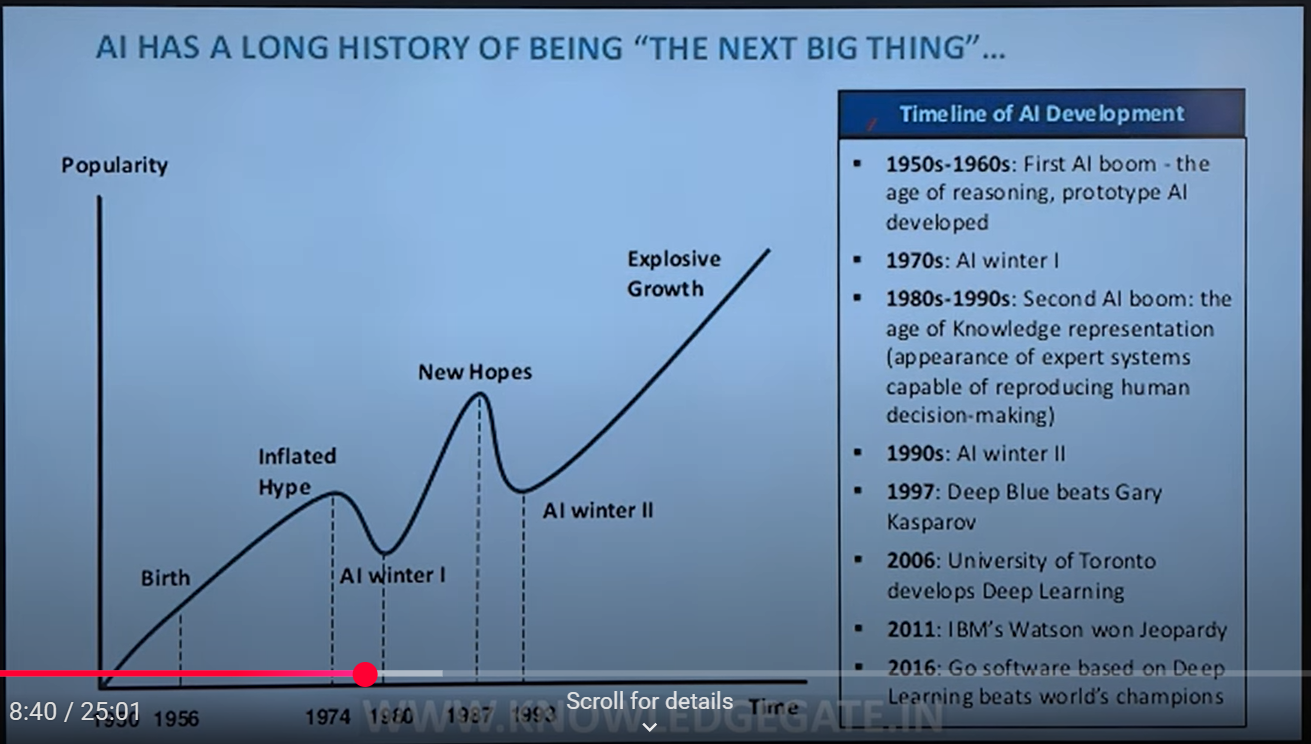 AI HAS A LONG HISTORY OF BEING “THE NEXT BIG THING”...
Popularity
Explosive
Growth
New Hopes
Inflated
Hype
AI winter II
Birth
AI winter I
1956
1974
1980
1987
1993
Time
Timeline of AI Development
▪ 1950s-1960s: First AI boom - the
age of reasoning, prototype AI
developed
▪ 1970s: AI winter I
▪ 1980s-1990s: Second AI boom: the
age of Knowledge representation
(appearance of expert systems
capable of reproducing human
decision-making)
▪ 1990s: AI winter II
▪ 1997: Deep Blue beats Gary
Kasparov
▪ 2006: University of Toronto
develops Deep Learning
▪ 2011: IBM’s Watson won Jeopardy
▪ 2016: Go software based on Deep
Learning beats world’s champions
8:40 / 25:01
Scroll for details
WWW.KNOWLEDGEGATE.IN